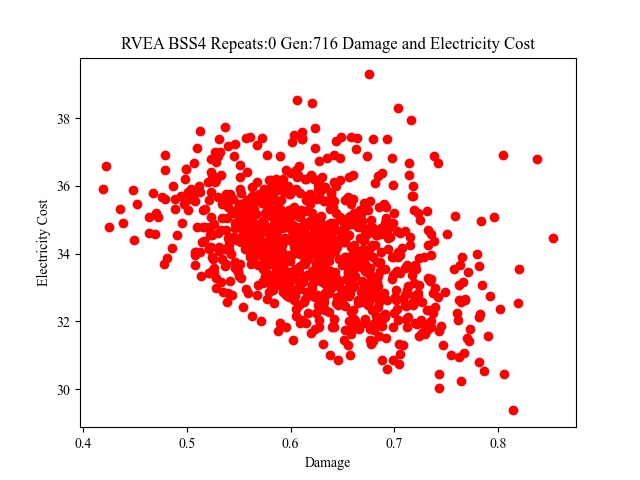 RVEA BSS4 Repeats:0 Gen:716 Damage and Electricity Cost
38
36
34
32
30
Electricity Cost
0.4 0.5 0.6 0.7 0.8
Damage